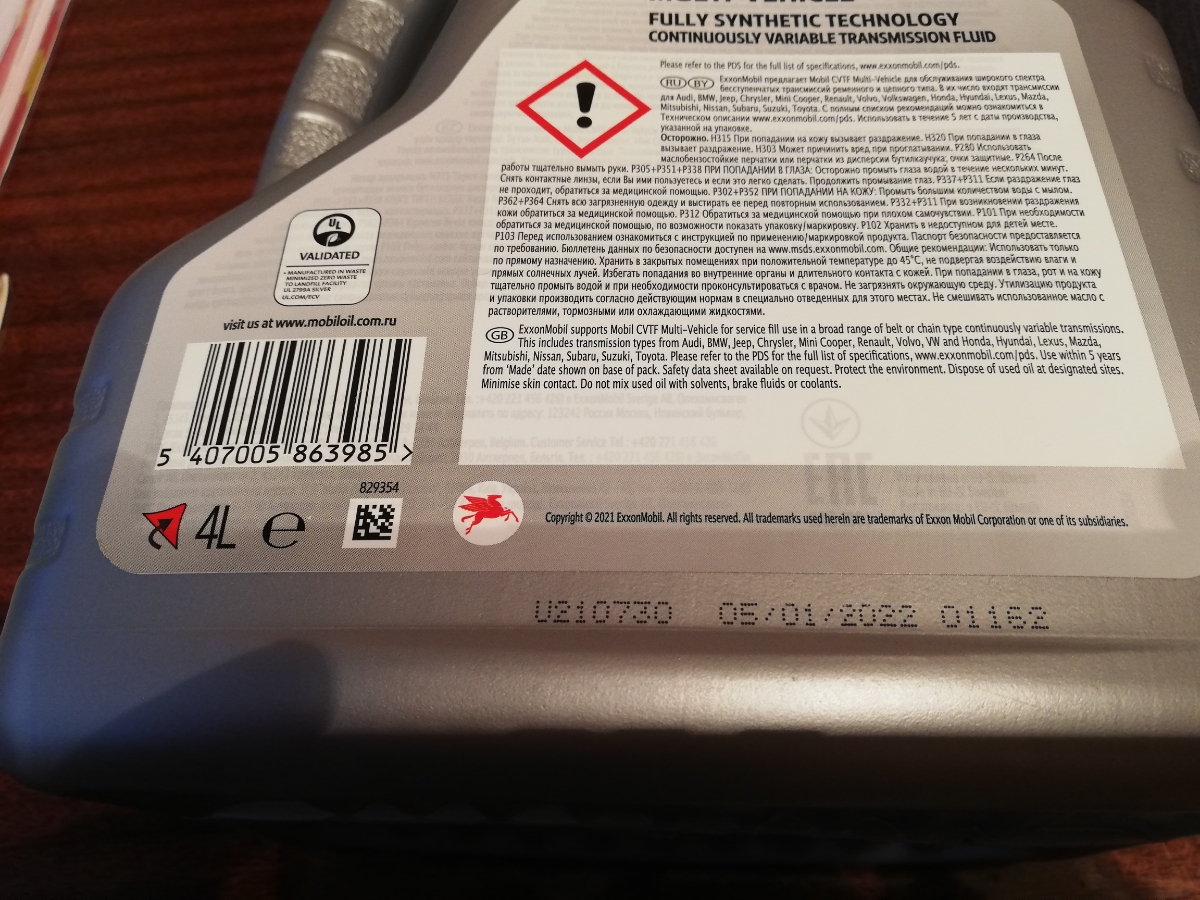 FULLY SYNTHETIC TECHNOLOGY
CONTINUOUSLY VARIABLE TRANSMISSION FLUID
Please refer to the PDS for the full list of specifications, www.exxonmobil.com/pds.
RU BY ExxonMobil предлагает Mobil CVTF Multi-Vehicle для обслуживания широкого спектра
бесступенчатых трансмиссий ременного и цепного типа. В их число входят трансмиссии
для Audi, BMW, Jeep, Chrysler, Mini Cooper, Renault, Volvo, Volkswagen, Honda, Hyundai, Lexus, Mazda,
Mitsubishi, Nissan, Subaru, Suzuki, Toyota. С полным списком рекомендаций можно ознакомиться в
Техническом описании www.exxonmobil.com/pds. Использовать в течение 5 лет с даты производства,
указанной на упаковке.
Осторожно. H315 При попадании на кожу вызывает раздражение. H320 При попадании в глаза
вызывает раздражение. H303 Может причинить вред при проглатывании. P280 Использовать
маслобензостойкие перчатки или перчатки из дисперсии бутилкаучука; очки защитные. P264 После
работы тщательно вымыть руки. P305+P351+P338 ПРИ ПОПАДАНИИ В ГЛАЗА: Осторожно промыть глаза водой в течение нескольких минут.
Снять контактные линзы, если Вы ими пользуетесь и если это легко сделать. Продолжить промывание глаз. P337+P311 Если раздражение глаз
не проходит, обратиться за медицинской помощью. P302+P352 ПРИ ПОПАДАНИИ НА КОЖУ: Промыть большим количеством воды с мылом.
P362+P364 Снять всю загрязненную одежду и выстирать ее перед повторным использованием. P332+P311 При возникновении раздражения
кожи обратиться за медицинской помощью. P312 Обратиться за медицинской помощью при плохом самочувствии. P101 При необходимости
обратиться за медицинской помощью, по возможности показать упаковку/маркировку. P102 Хранить в недоступном для детей месте.
P103 Перед использованием ознакомиться с инструкцией по применению/маркировкой продукта. Паспорт безопасности предоставляется
по требованию. Бюллетень данных по безопасности доступен на www.msds.exxonmobil.com. Общие рекомендации: Использовать только
по прямому назначению. Хранить в закрытых помещениях при положительной температуре до 45°C, не подвергая воздействию влаги и
прямых солнечных лучей. Избегать попадания во внутренние органы и длительного контакта с кожей. При попадании в глаза, рот и на кожу
тщательно промыть водой и при необходимости проконсультироваться с врачом. Не загрязнять окружающую среду. Утилизацию продукта
и упаковки производить согласно действующим нормам в специально отведенных для этого местах. Не смешивать использованное масло с
растворителями, тормозными или охлаждающими жидкостями.
GB ExxonMobil supports Mobil CVTF Multi-Vehicle for service fill use in a broad range of belt or chain type continuously variable transmissions.
This includes transmission types from Audi, BMW, Jeep, Chrysler, Mini Cooper, Renault, Volvo, VW and Honda, Hyundai, Lexus, Mazda,
Mitsubishi, Nissan, Subaru, Suzuki, Toyota. Please refer to the PDS for the full list of specifications, www.exxonmobil.com/pds. Use within 5 years
from 'Made' date shown on base of pack. Safety data sheet available on request. Protect the environment. Dispose of used oil at designated sites.
Minimise skin contact. Do not mix used oil with solvents, brake fluids or coolants.
UL
VALIDATED
• MANUFACTURED IN WASTE
MINIMIZED ZERO WASTE
TO LANDFILL FACILITY
UL 2799A SILVER
UL.COM/ECV
visit us at www.mobiloil.com.ru
5 407005 863985 >
829354
4L e
Copyright © 2021 ExxonMobil. All rights reserved. All trademarks used herein are trademarks of Exxon Mobil Corporation or one of its subsidiaries.
U210730 05/01/2022 01162